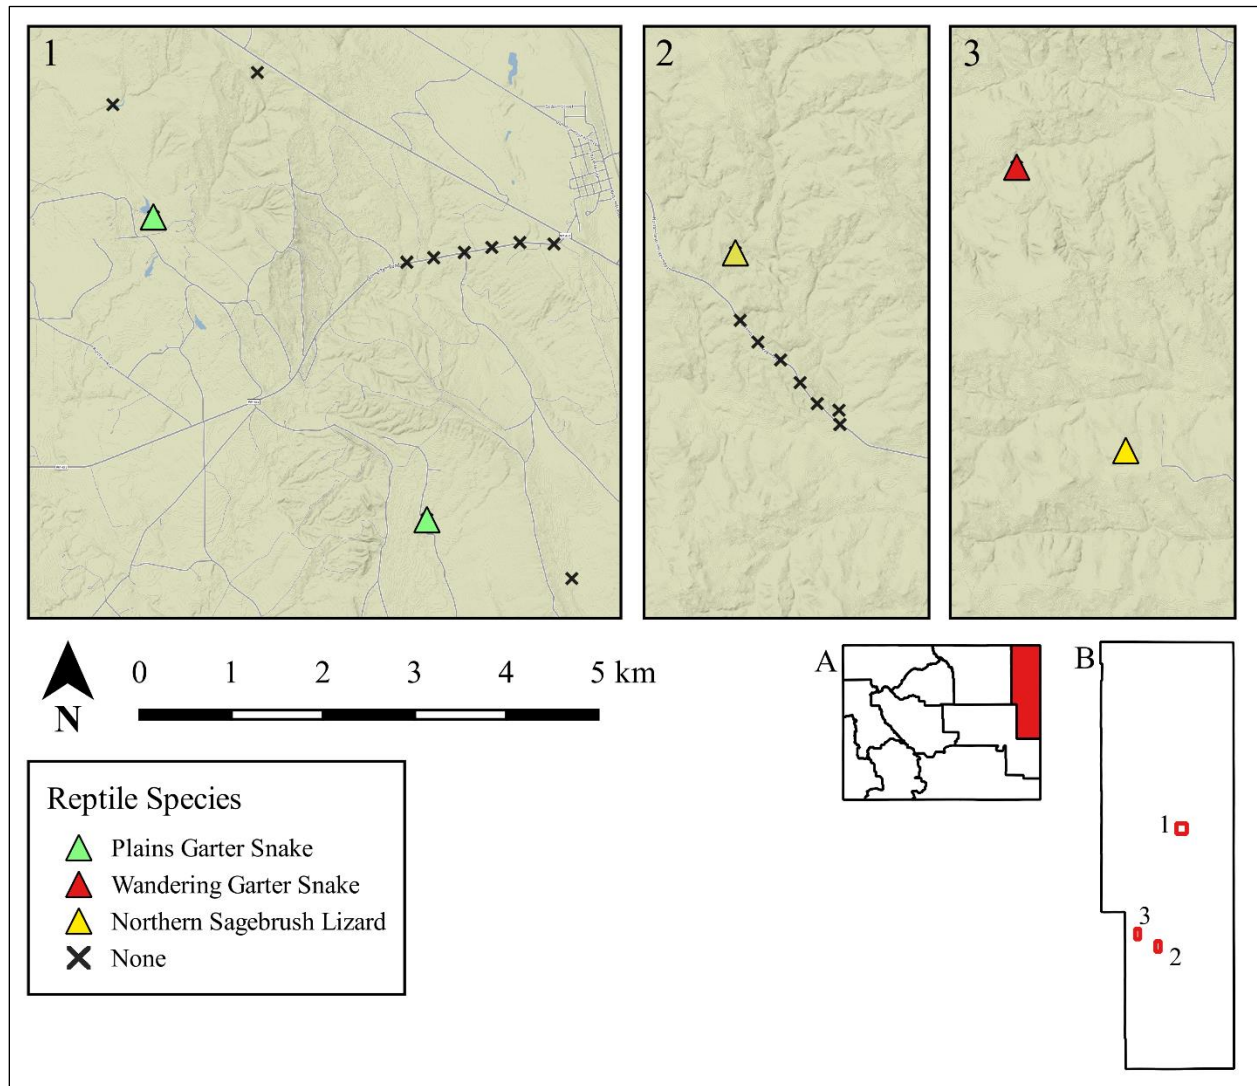 1
2
3
N
0 1 2 3 4 5 km
A
B
1
3
2
Reptile Species
Plains Garter Snake
Wandering Garter Snake
Northern Sagebrush Lizard
None